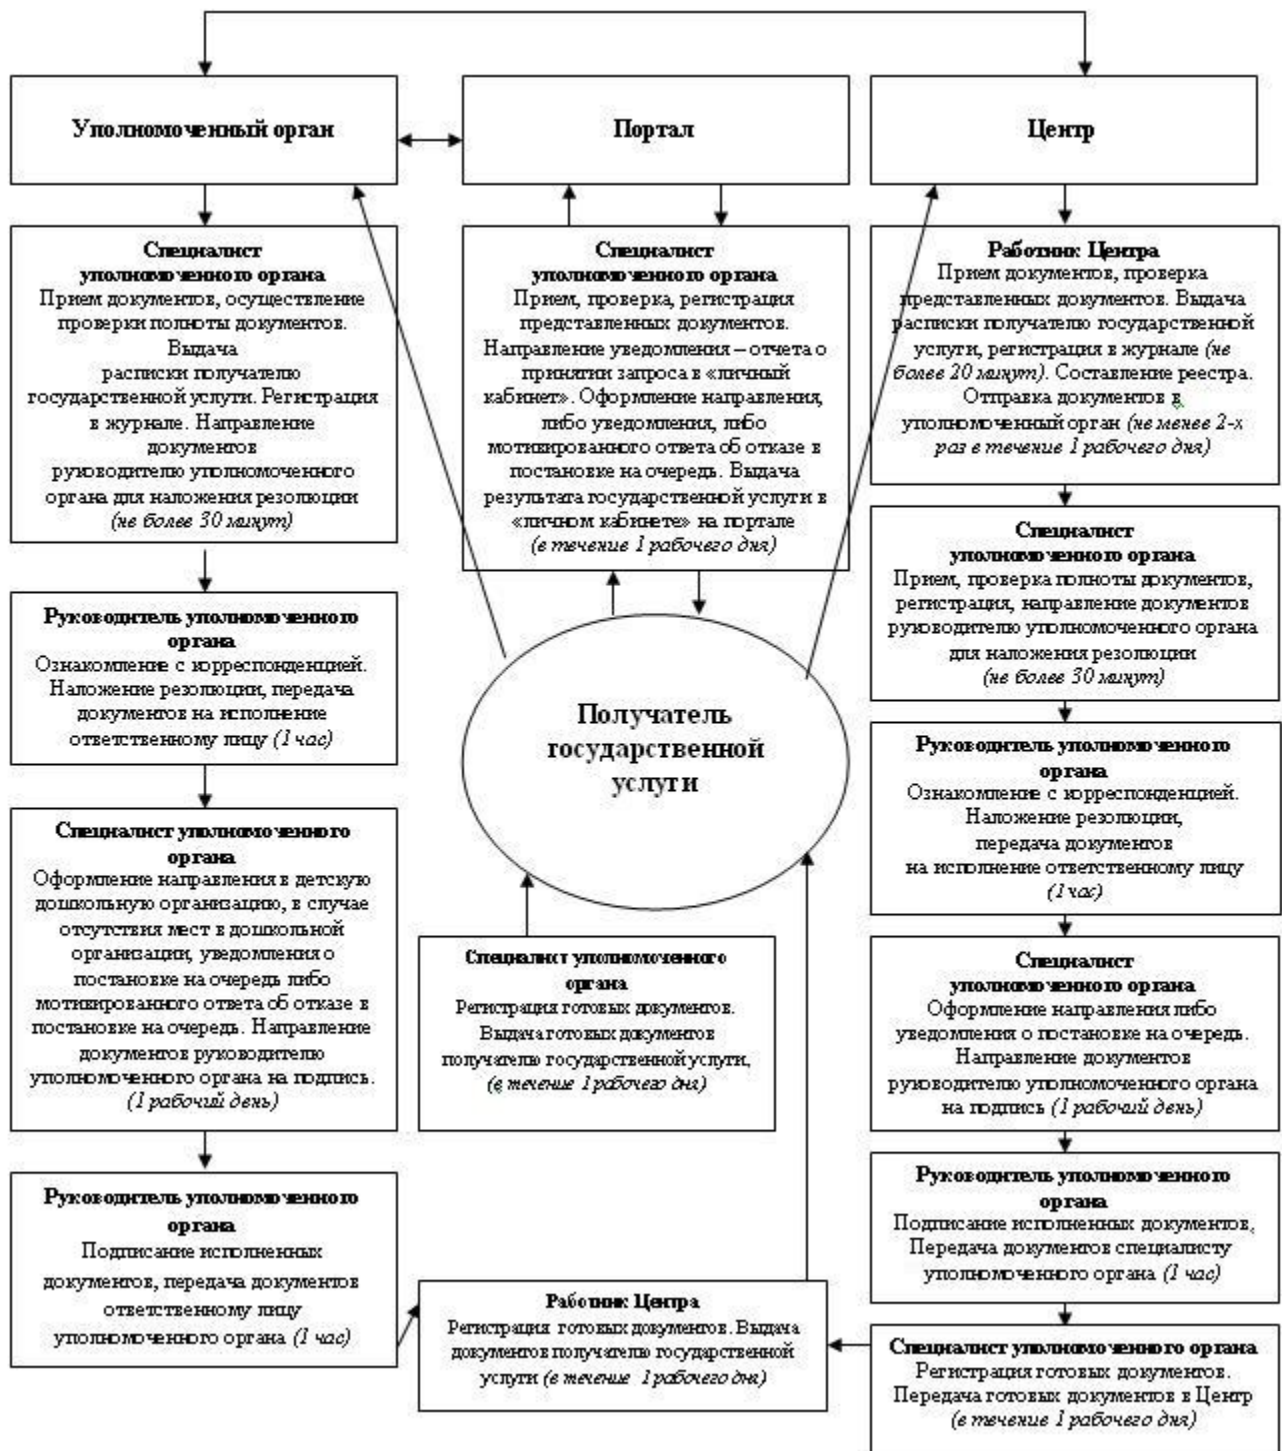 Уполномоченный орган
Портал
Центр
Специалист
уполномоченного органа
Прием документов, осуществление
проверки полноты документов.
Выдача
расписки получателю
государственной услуги. Регистрация
в журнале. Направление
документов
руководителю уполномоченного
органа для наложения резолюции
(не более 30 минут)
Руководитель уполномоченного
органа
Ознакомление с корреспонденцией.
Наложение резолюции, передача
документов на исполнение
ответственному лицу (1 час)
Специалист уполномоченного
органа
Оформление направления в детскую
дошкольную организацию, в случае
отсутствия мест в дошкольной
организации, уведомления о
постановке на очередь либо
мотивированного ответа об отказе в
постановке на очередь. Направление
документов руководителю
уполномоченного органа на подпись.
(1 рабочий день)
Руководитель уполномоченного
органа
Подписание исполненных
документов, передача документов
ответственному лицу
уполномоченного органа (1 час)
Специалист
уполномоченного органа
Прием, проверка, регистрация
представленных документов.
Направление уведомления – отчета о
принятии запроса в «личный
кабинет». Оформление направления,
либо уведомления, либо
мотивированного ответа об отказе в
постановке на очередь. Выдача
результата государственной услуги в
«личном кабинете» на портале
(в течение 1 рабочего дня)
Получатель
государственной
услуги
Специалист уполномоченного
органа
Регистрация готовых документов.
Выдача готовых документов
получателю государственной услуги,
(в течение 1 рабочего дня)
Работник Центра
Регистрация готовых документов. Выдача
документов получателю государственной
услуги (в течение 1 рабочего дня)
Работник Центра
Прием документов, проверка
представленных документов. Выдача
расписки получателю государственной
услуги, регистрация в журнале (не
более 20 минут). Составление реестра.
Отправка документов в
уполномоченный орган (не менее 2-х
раз в течение 1 рабочего дня)
Специалист
уполномоченного органа
Прием, проверка полноты документов,
регистрация, направление документов
руководителю уполномоченного органа
для наложения резолюции
(не более 30 минут)
Руководитель уполномоченного
органа
Ознакомление с корреспонденцией.
Наложение резолюции,
передача документов
на исполнение ответственному лицу
(1 час)
Специалист
уполномоченного органа
Оформление направления либо
уведомления о постановке на очередь.
Направление документов
руководителю уполномоченного органа
на подпись (1 рабочий день)
Руководитель уполномоченного
органа
Подписание исполненных документов,
Передача документов специалисту
уполномоченного органа (1 час)
Специалист уполномоченного органа
Регистрация готовых документов.
Передача готовых документов в Центр
(в течение 1 рабочего дня)